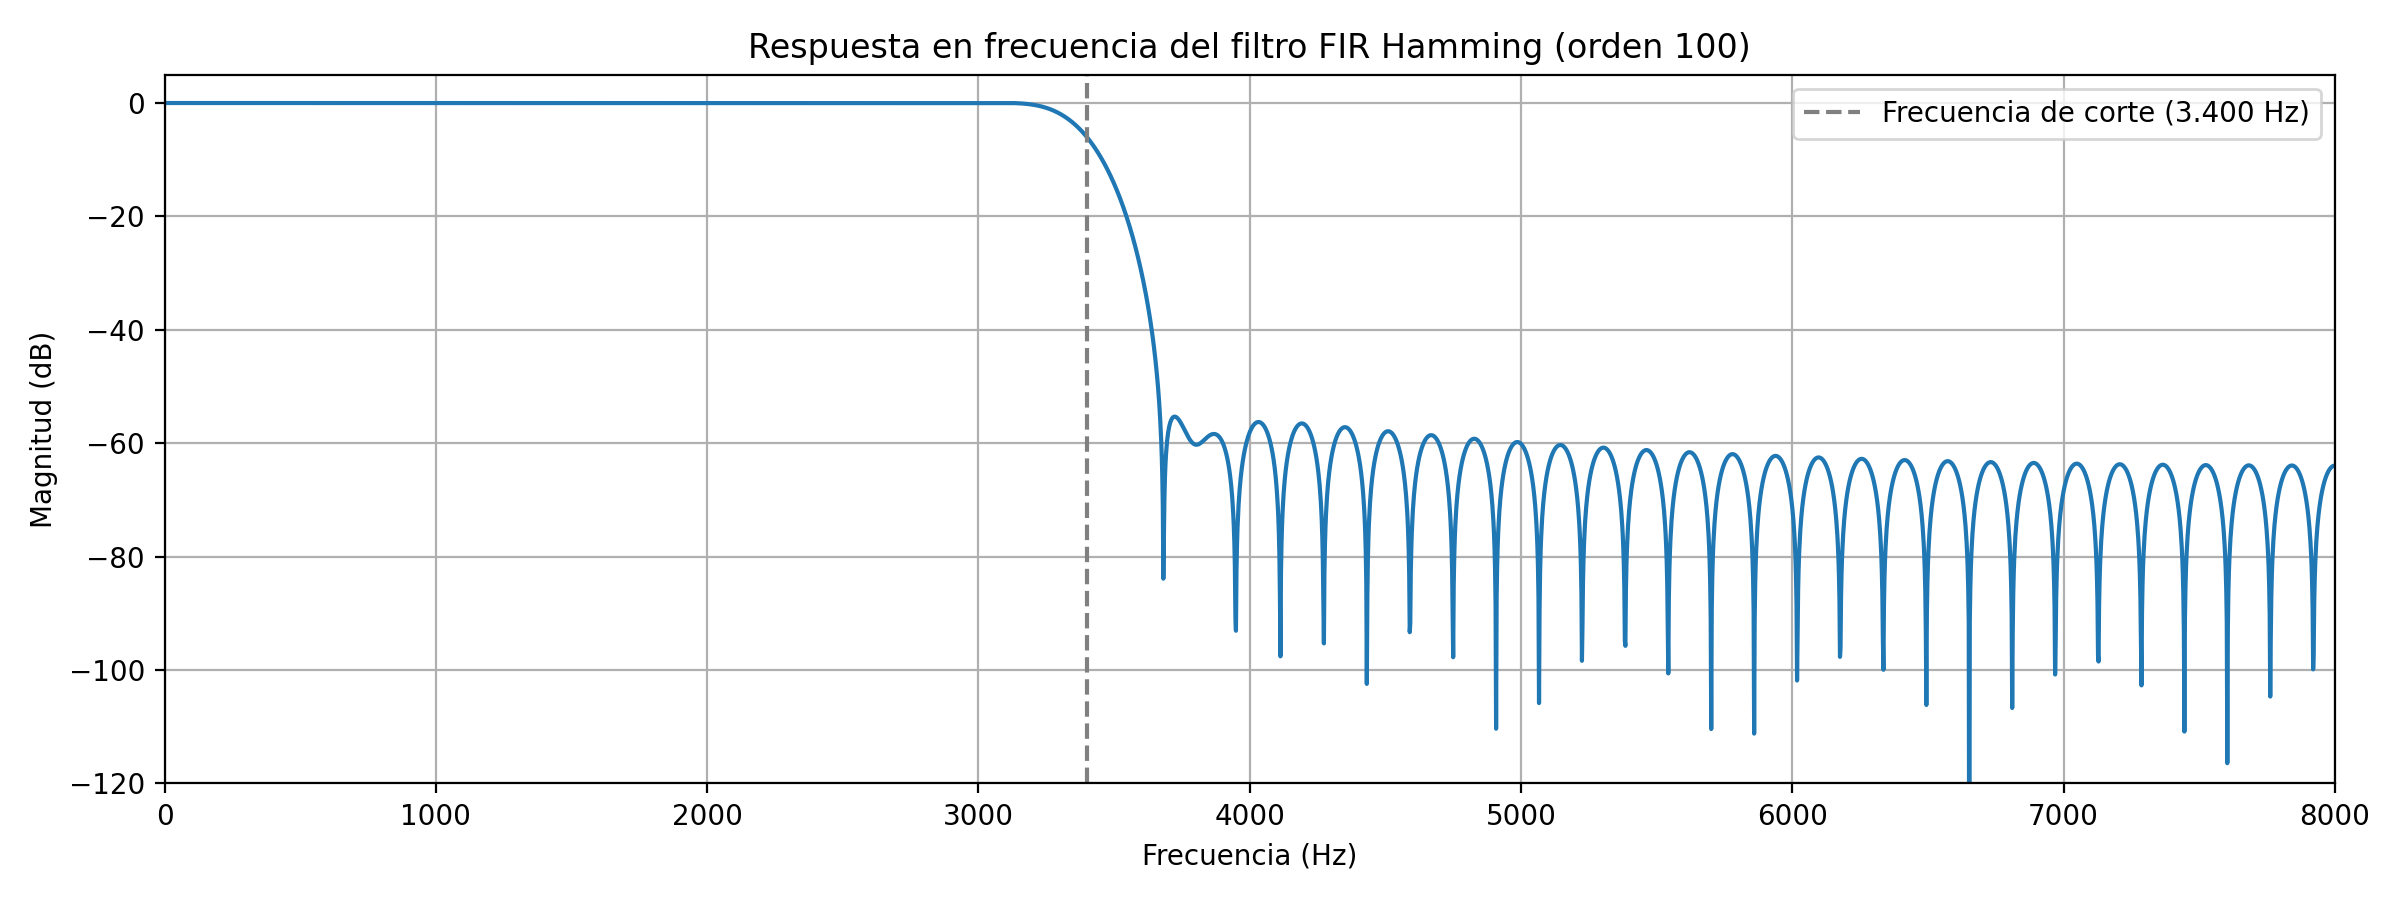 Respuesta en frecuencia del filtro FIR Hamming (orden 100)
Frecuencia de corte (3.400 Hz)
Magnitud (dB)
0
−20
−40
−60
−80
−100
−120
0 1000 2000 3000 4000 5000 6000 7000 8000
Frecuencia (Hz)